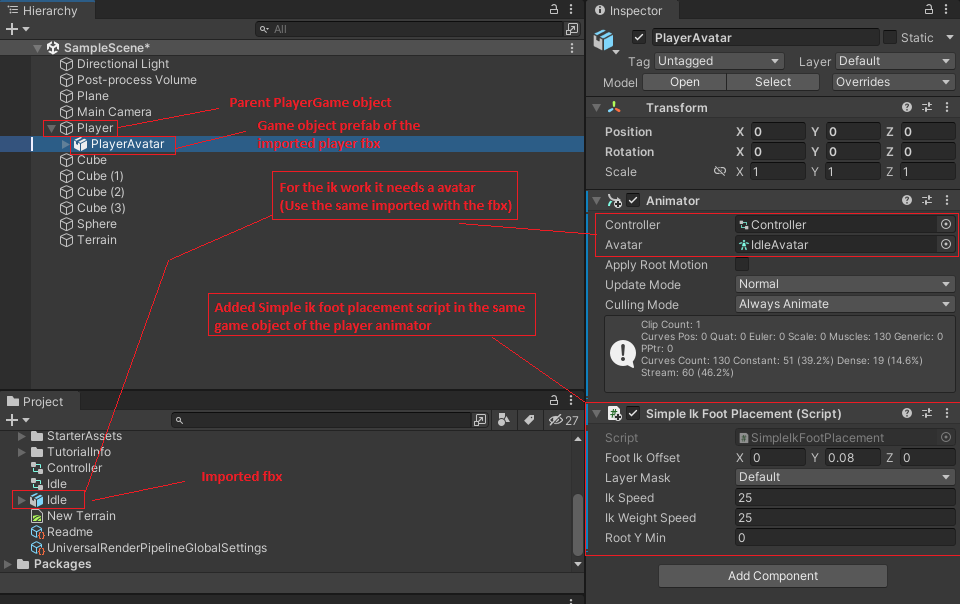 Hierarchy
All
SampleScene*
Directional Light
Post-process Volume
Plane
Main Camera
Player
PlayerAvatar
Cube
Cube (1)
Cube (2)
Cube (3)
Sphere
Terrain
Parent PlayerGame object
Game object prefab of the
imported player fbx
For the ik work it needs a avatar
(Use the same imported with the fbx)
Added Simple ik foot placement script in the same
game object of the player animator
Project
27
StarterAssets
TutorialInfo
Controller
Idle
Idle
New Terrain
Readme
UniversalRenderPipelineGlobalSettings
Packages
Imported fbx
Inspector
PlayerAvatar Static
Tag Untagged Layer Default
Model Open Select Overrides
Transform
Position X 0 Y 0 Z 0
Rotation X 0 Y 0 Z 0
Scale X 1 Y 1 Z 1
Animator
Controller Controller
Avatar IdleAvatar
Apply Root Motion
Update Mode Normal
Culling Mode Always Animate
Clip Count: 1
Curves Pos: 0 Quat: 0 Euler: 0 Scale: 0 Muscles: 130 Generic: 0
PPtr: 0
Curves Count: 130 Constant: 51 (39.2%) Dense: 19 (14.6%)
Stream: 60 (46.2%)
Simple Ik Foot Placement (Script)
Script SimpleIkFootPlacement
Foot Ik Offset X 0 Y 0.08 Z 0
Layer Mask Default
Ik Speed 25
Ik Weight Speed 25
Root Y Min 0
Add Component